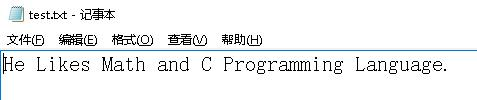 test.txt - 记事本
文件(F) 编辑(E) 格式(O) 查看(V) 帮助(H)
He Likes Math and C Programming Language.